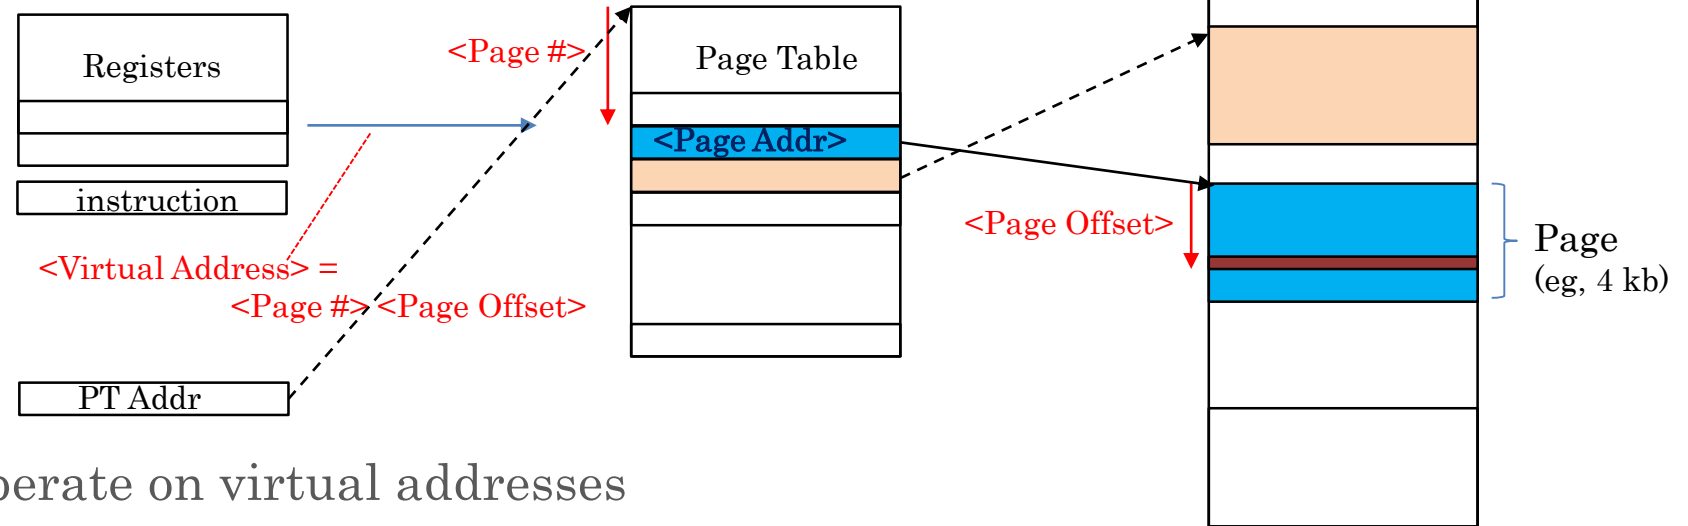 Registers
instruction
<Virtual Address> =
<Page #> <Page Offset>
PT Addr
<Page #>
Page Table
<Page Addr>
<Page Offset>
Page
(eg, 4 kb)
perate on virtual addresses